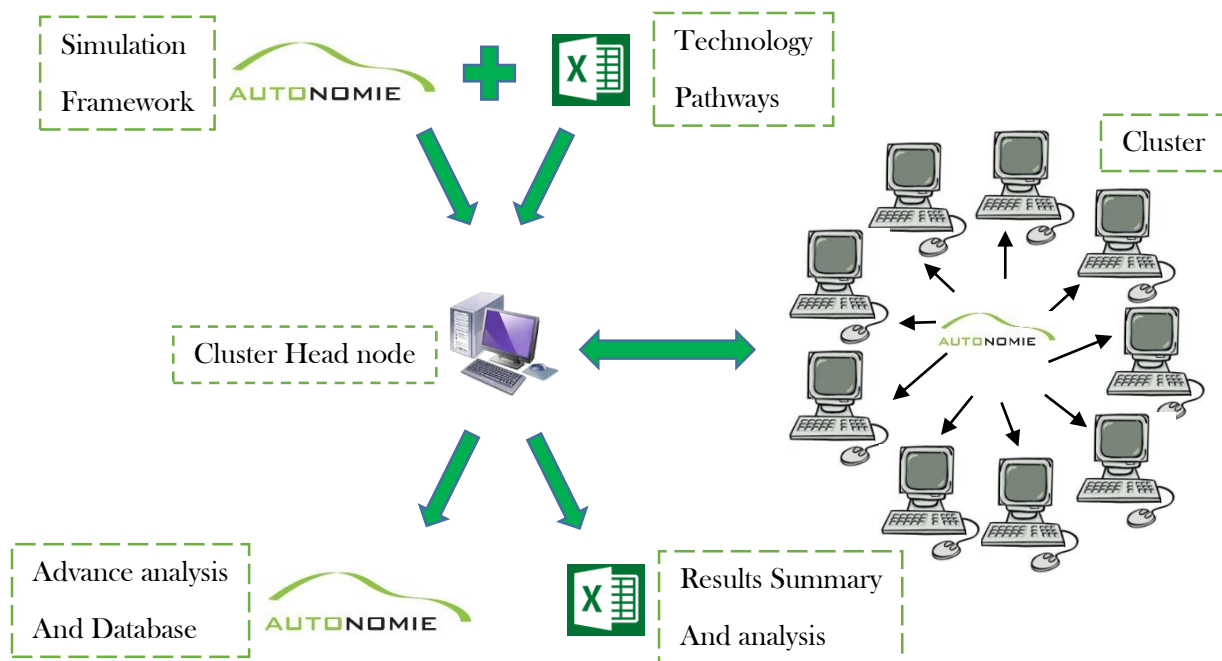 Simulation
Framework
AUTONOMIE
X
Technology
Pathways
Cluster
Cluster Head node
AUTONOMIE
Advance analysis
And Database
AUTONOMIE
X
Results Summary
And analysis